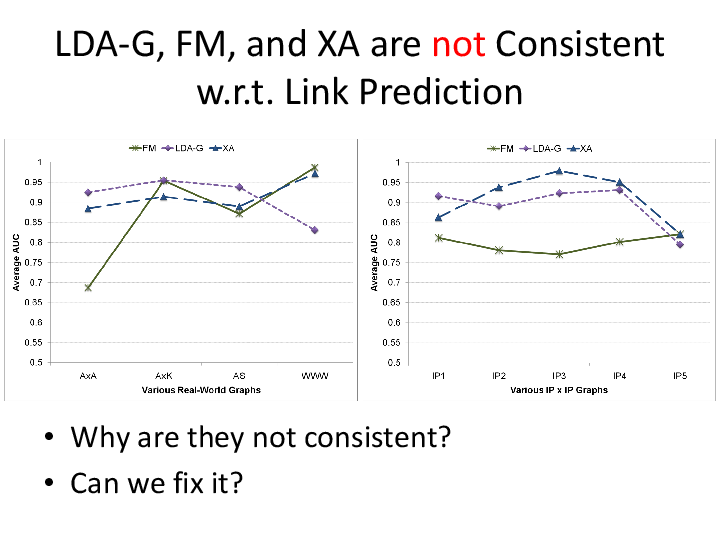 LDA-G, FM, and XA are not Consistent
w.r.t. Link Prediction
FM LDA-G XA
1
0.95
0.9
0.85
0.8
0.75
0.7
0.65
0.6
0.55
0.5
Average AUC
AxA AxK AS WWW
Various Real-World Graphs
FM LDA-G XA
1
0.95
0.9
0.85
0.8
0.75
0.7
0.65
0.6
0.55
0.5
Average AUC
IP1 IP2 IP3 IP4 IP5
Various IP x IP Graphs
• Why are they not consistent?
• Can we fix it?